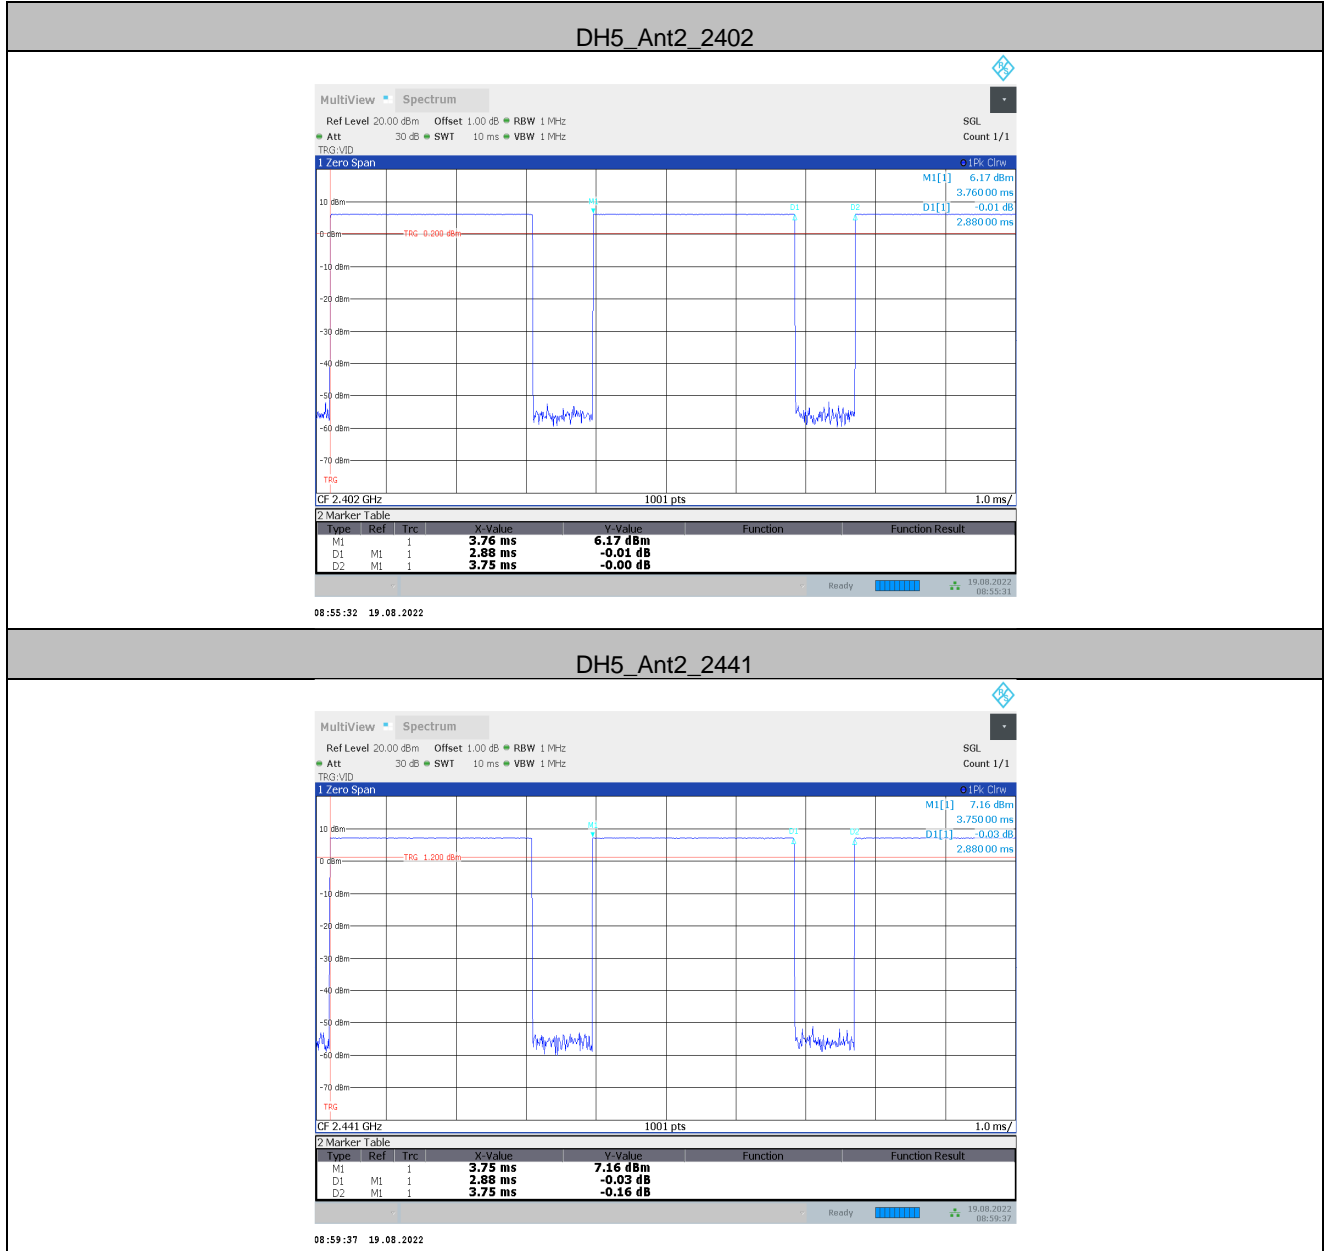 DH5_Ant2_2402
MultiView Spectrum
Ref Level 20.00 dBm Offset 1.00 dB RBW 1 MHz SGL
Att 30 dB SWT 10 ms VBW 1 MHz Count 1/1
TRG:VID
1 Zero Span 1Pk Clrw
M1[1] 6.17 dBm
3.76000 ms
10 dBm M1 D1 D2 D1[1] -0.01 dB
2.88000 ms
0 dBm TRG 0.200 dBm
-10 dBm
-20 dBm
-30 dBm
-40 dBm
-50 dBm
-60 dBm
-70 dBm
TRG
CF 2.402 GHz 1001 pts 1.0 ms/
2 Marker Table
Type Ref Trc X-Value Y-Value Function Function Result
M1 1 3.76 ms 6.17 dBm
D1 M1 1 2.88 ms -0.01 dB
D2 M1 1 3.75 ms -0.00 dB
Ready 19.08.2022
08:55:31
08:55:32 19.08.2022
DH5_Ant2_2441
MultiView Spectrum
Ref Level 20.00 dBm Offset 1.00 dB RBW 1 MHz SGL
Att 30 dB SWT 10 ms VBW 1 MHz Count 1/1
TRG:VID
1 Zero Span 1Pk Clrw
M1[1] 7.16 dBm
3.75000 ms
10 dBm M1 D1 D2 D1[1] -0.03 dB
2.88000 ms
0 dBm TRG 1.200 dBm
-10 dBm
-20 dBm
-30 dBm
-40 dBm
-50 dBm
-60 dBm
-70 dBm
TRG
CF 2.441 GHz 1001 pts 1.0 ms/
2 Marker Table
Type Ref Trc X-Value Y-Value Function Function Result
M1 1 3.75 ms 7.16 dBm
D1 M1 1 2.88 ms -0.03 dB
D2 M1 1 3.75 ms -0.16 dB
Ready 19.08.2022
08:59:37
08:59:37 19.08.2022